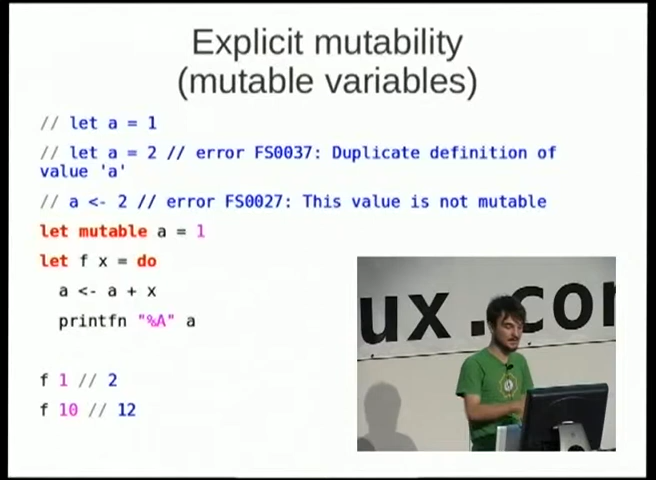 Explicit mutability
(mutable variables)
// let a = 1
// let a = 2 // error FS0037: Duplicate definition of
value 'a'
// a <- 2 // error FS0027: This value is not mutable
let mutable a = 1
let f x = do
a <- a + x
printfn "%A" a
f 1 // 2
f 10 // 12
ux.con